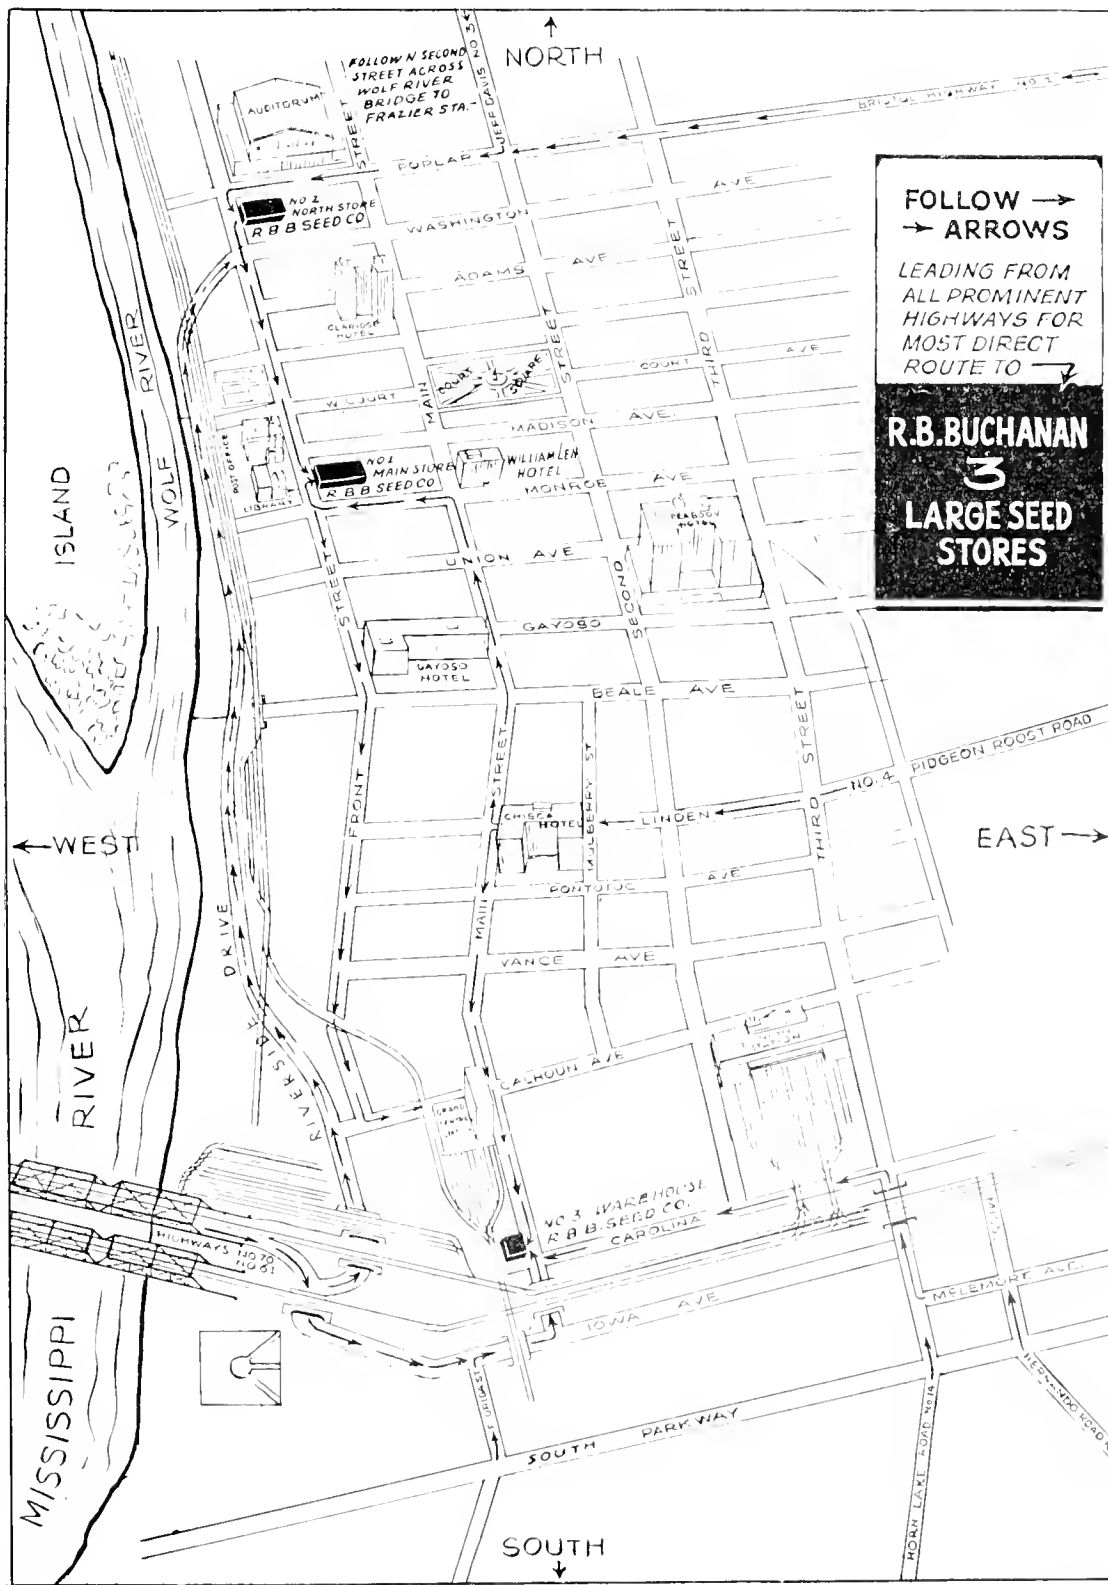 NORTH
FOLLOW N SECOND
STREET ACROSS
WOLF RIVER
BRIDGE TO
FRAZIER STA.
JEFF DAVIS NO 3
BRISTOL HIGHWAY NO. 1
AUDITORIUM
STREET
POPLAR
AVE
FOLLOW
ARROWS
LEADING FROM
ALL PROMINENT
HIGHWAYS FOR
MOST DIRECT
ROUTE TO
R.B.BUCHANAN
3
LARGE SEED
STORES
NO 2
NORTH STORE
R B B SEED CO
WASHINGTON
ADAMS AVE
STREET
CLARIDGE
HOTEL
WOLF RIVER
W COURT
MAIN
COURT SQUARE
STREET
COURT AVE
THIRD
MADISON AVE.
POST OFFICE
LIBRARY
NO 1
MAIN STORE
R B B SEED CO
WILLIAM LEN
HOTEL
MONROE AVE
PEABODY
HOTEL
ISLAND
STREET
UNION AVE
SECOND
GAYOSO
GAYOSO
HOTEL
BEALE AVE
STREET
THIRD STREET
MULBERRY ST
FRONT
CHISCA
HOTEL
LINDEN
NO. 4 PIDGEON ROOST ROAD
WEST
EAST
PONTOTOC AVE
MAIN
VANCE AVE
RIVERSIDE DRIVE
CALHOUN AVE
GRAND
STATION
MISSISSIPPI RIVER
NO 3 WAREHOUSE
R B B SEED CO.
CAROLINA
HIGHWAYS NO 70
NO 61
IOWA AVE
MCLEMORE AVE.
SOUTH PARKWAY
HORN LAKE ROAD NO 14
HERNANDO ROAD
SOUTH